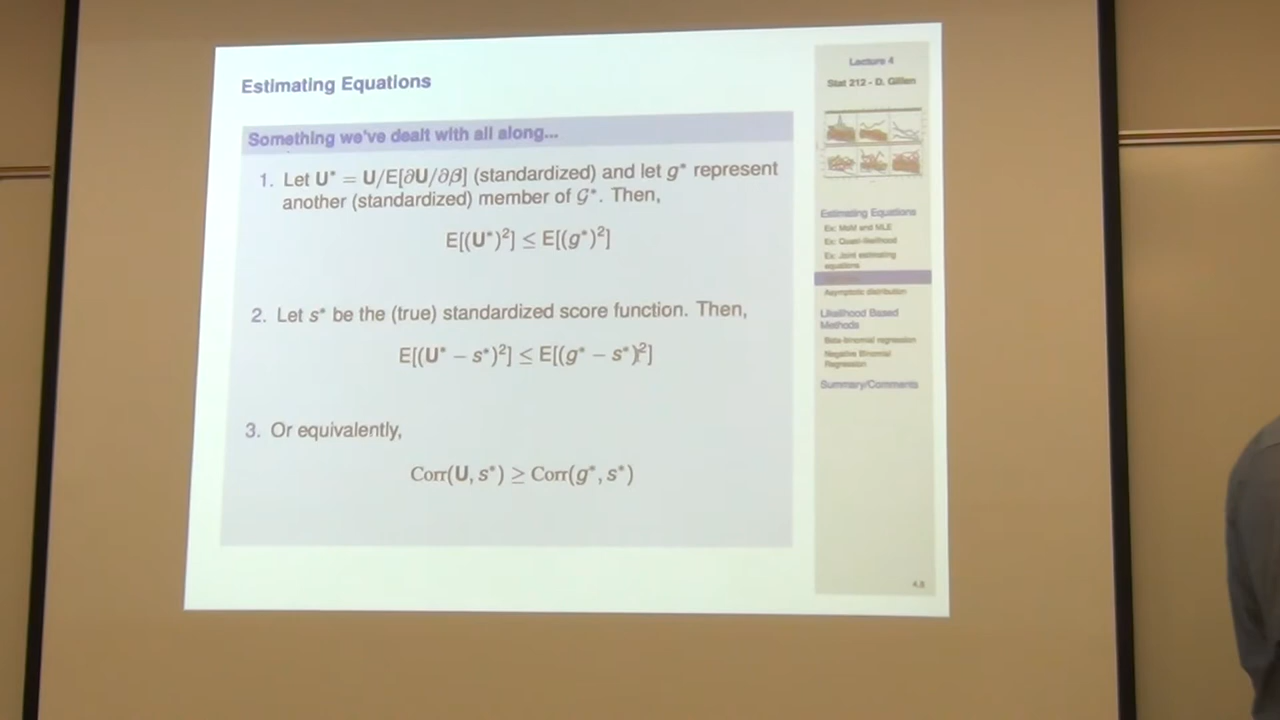 Estimating Equations
Something we've dealt with all along...
1. Let U* = U/E[∂U/∂β] (standardized) and let g* represent
another (standardized) member of 𝒢*. Then,
E[(U*)²] ≤ E[(g*)²]
2. Let s* be the (true) standardized score function. Then,
E[(U* − s*)²] ≤ E[(g* − s*)²]
3. Or equivalently,
Corr(U, s*) ≥ Corr(g*, s*)
Lecture 4
Stat 212 - D. Gillen
Estimating Equations
Ex: MoM and MLE
Ex: Quasi-likelihood
Ex: Joint estimating
equations
Asymptotic distribution
Likelihood Based
Methods
Beta-binomial regression
Negative Binomial
Regression
Summary/Comments